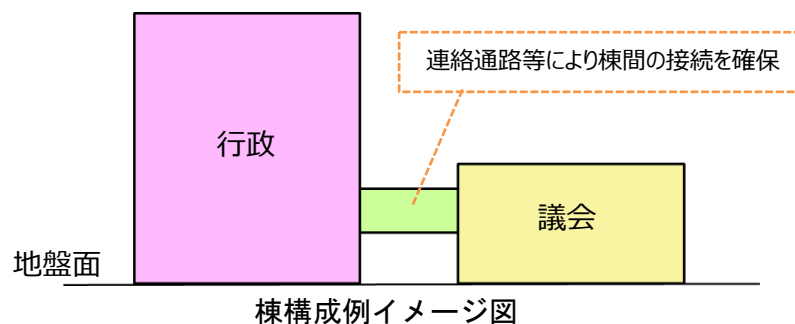 連絡通路等により棟間の接続を確保
行政
議会
地盤面
棟構成例イメージ図